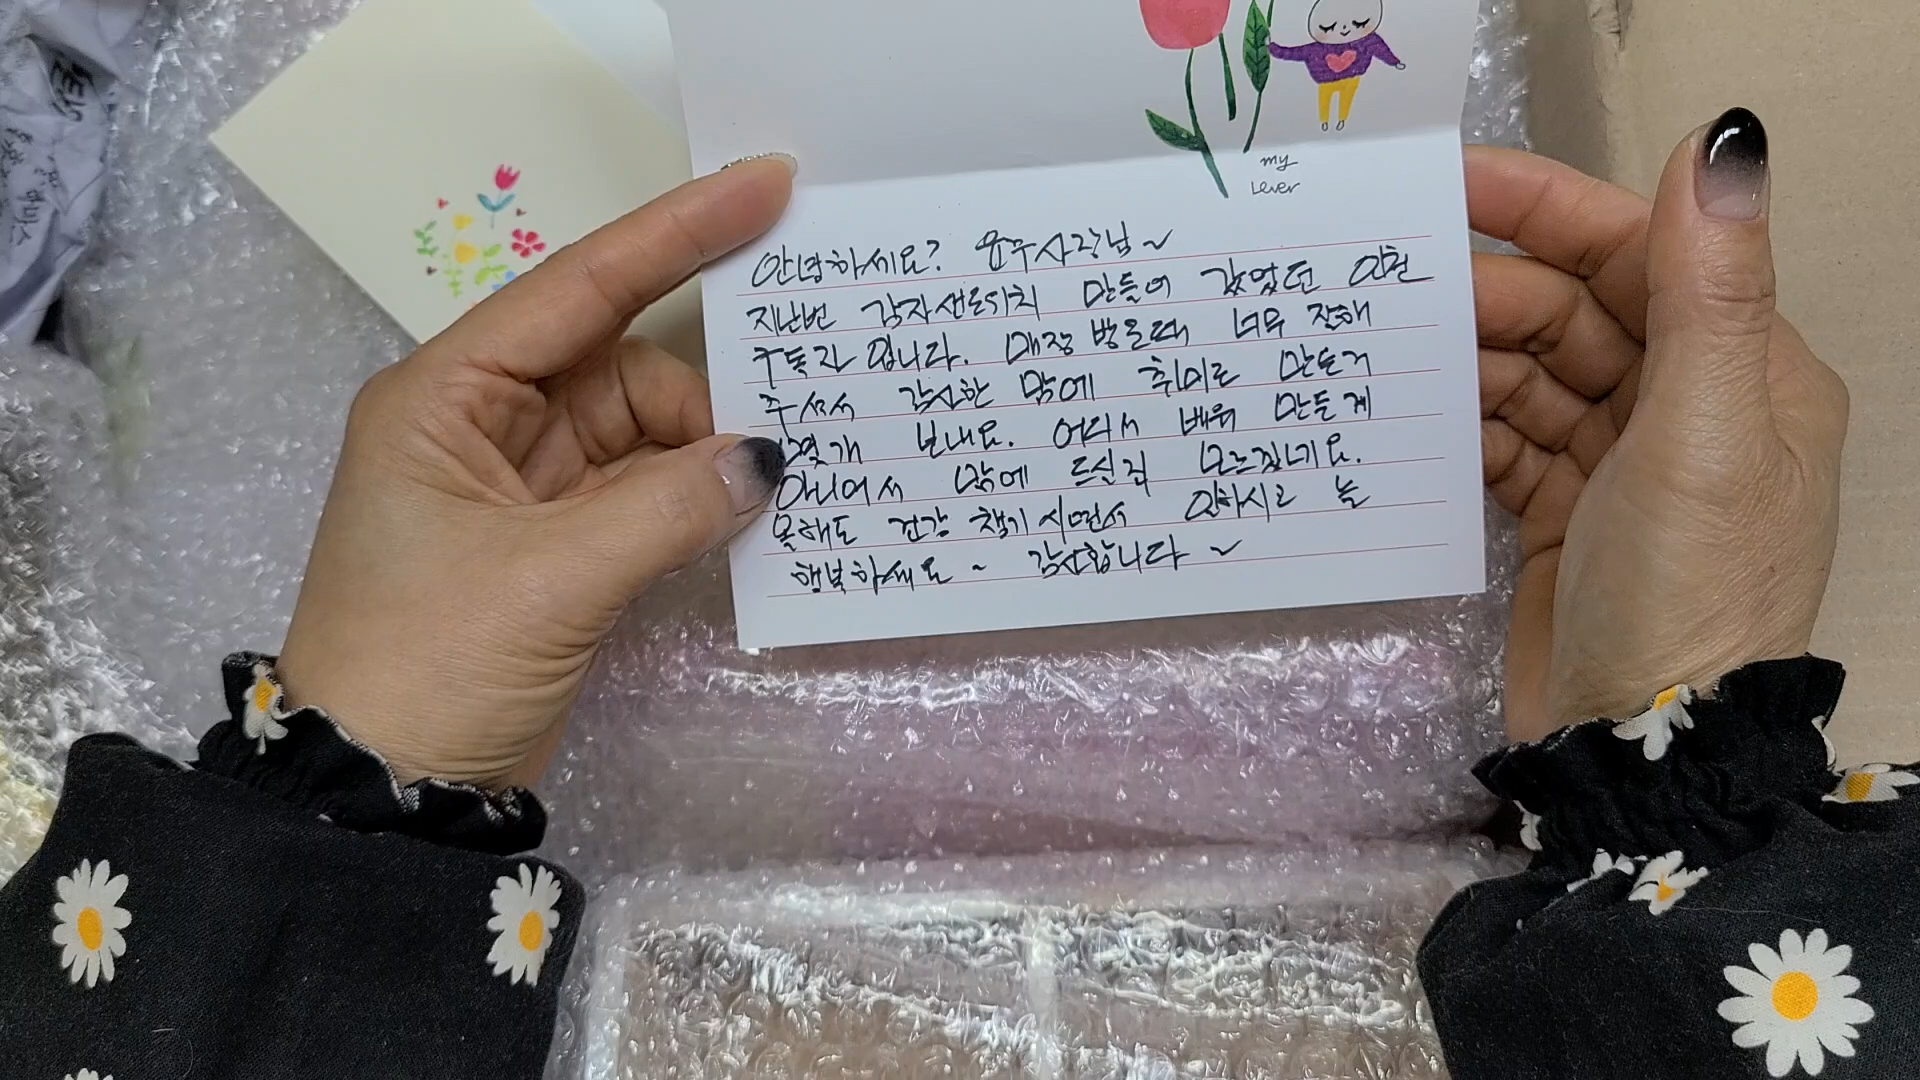 my
Lever
안녕하세요? 윤우사랑님~
지난번 감자샌드위치 만들어 갔었던 인천
구독자 입니다. 매장 방문때 너무 잘해
주셔서 감사한 맘에 취미로 만든거
몇개 보내요. 어디서 배워 만든게
아니어서 맘에 드실지 모르겠네요.
올해도 건강 챙기시면서 일하시고 늘
행복하세요~ 감사합니다~